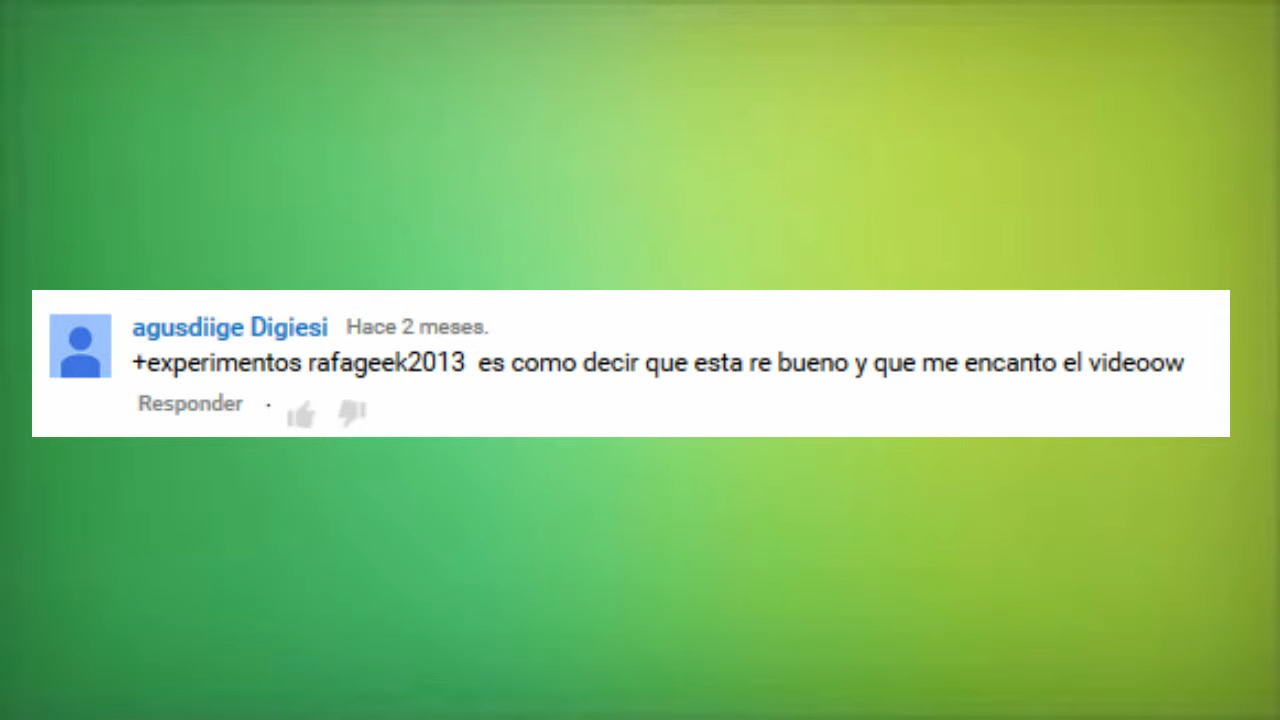 agusdiige Digiesi Hace 2 meses.
+experimentos rafageek2013 es como decir que esta re bueno y que me encanto el videoow
Responder ·